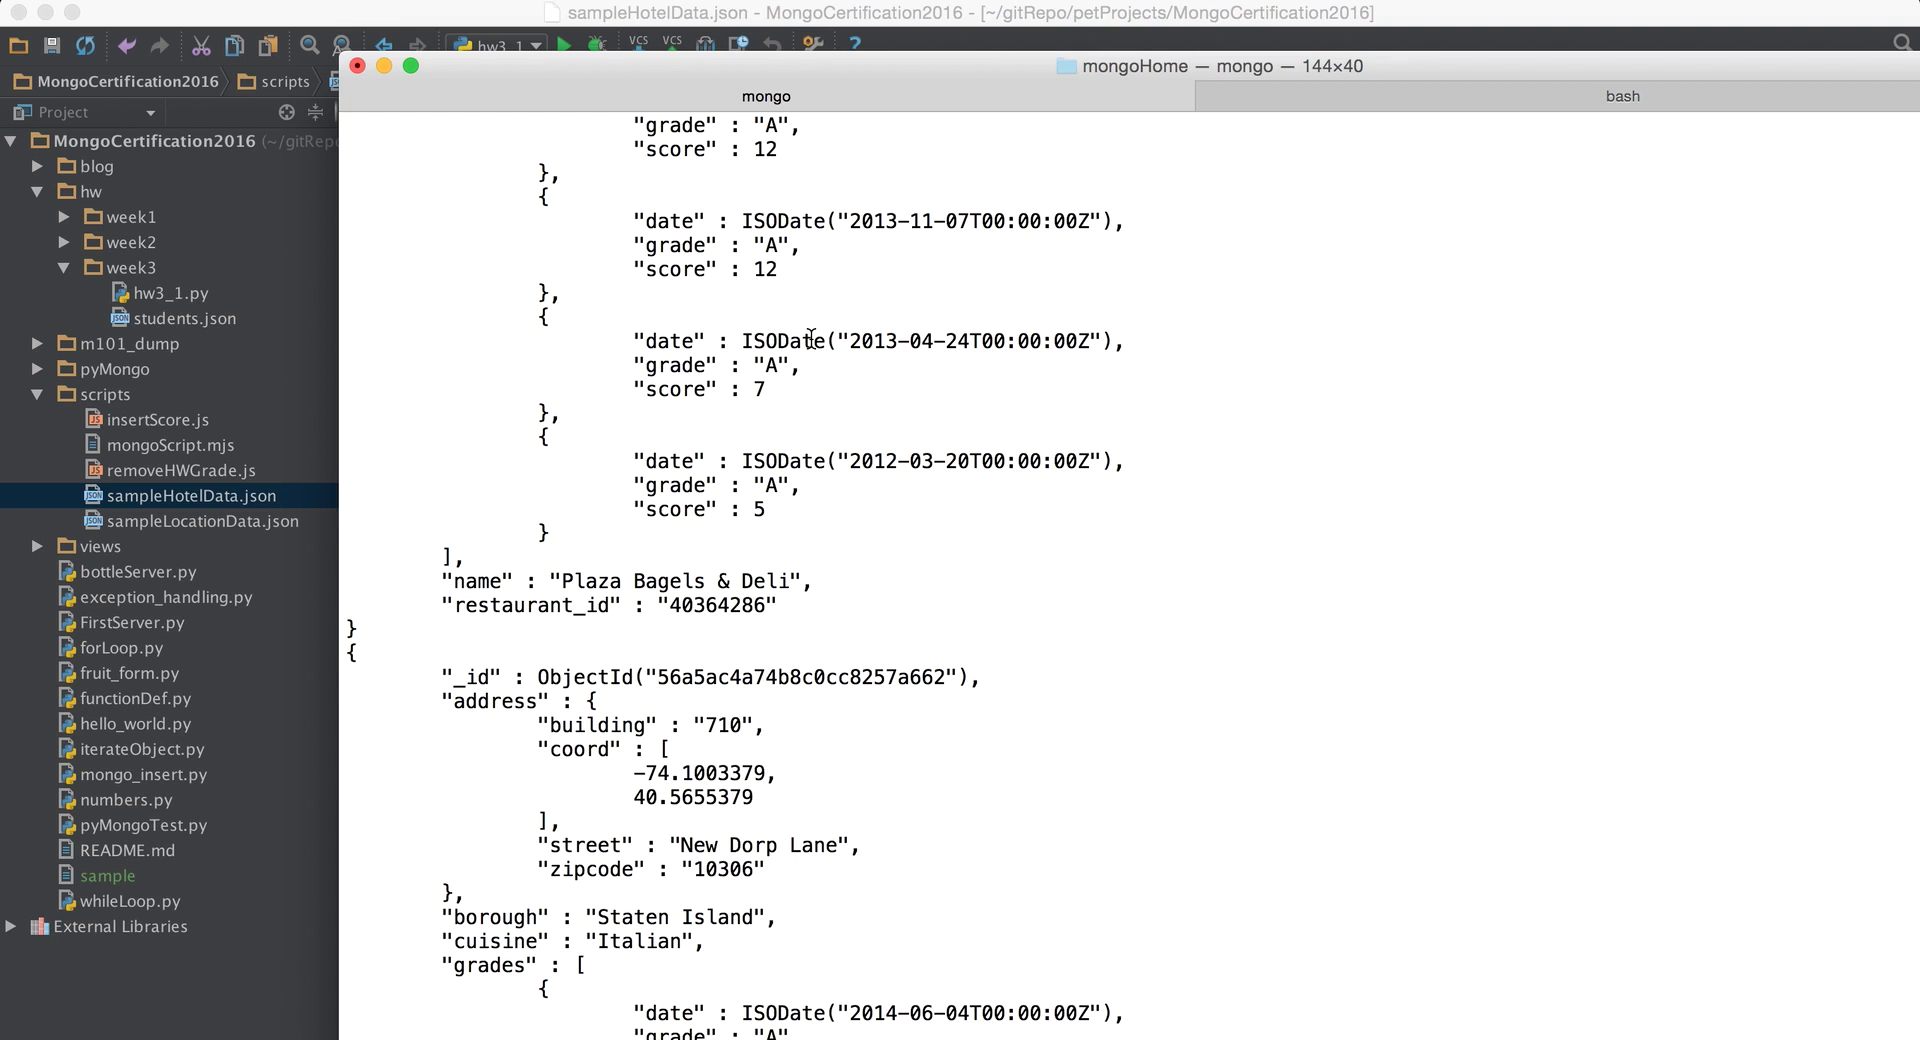 sampleHotelData.json - MongoCertification2016 - [~/gitRepo/petProjects/MongoCertification2016]
hw3_1
VCS
VCS
?
MongoCertification2016
scripts
Project
MongoCertification2016 (~/gitRepo
blog
hw
week1
week2
week3
hw3_1.py
students.json
m101_dump
pyMongo
scripts
insertScore.js
mongoScript.mjs
removeHWGrade.js
sampleHotelData.json
sampleLocationData.json
views
bottleServer.py
exception_handling.py
FirstServer.py
forLoop.py
fruit_form.py
functionDef.py
hello_world.py
iterateObject.py
mongo_insert.py
numbers.py
pyMongoTest.py
README.md
sample
whileLoop.py
External Libraries
mongoHome — mongo — 144×40
mongo
bash
"grade" : "A",
"score" : 12
},
{
"date" : ISODate("2013-11-07T00:00:00Z"),
"grade" : "A",
"score" : 12
},
{
"date" : ISODate("2013-04-24T00:00:00Z"),
"grade" : "A",
"score" : 7
},
{
"date" : ISODate("2012-03-20T00:00:00Z"),
"grade" : "A",
"score" : 5
}
],
"name" : "Plaza Bagels & Deli",
"restaurant_id" : "40364286"
}
{
"_id" : ObjectId("56a5ac4a74b8c0cc8257a662"),
"address" : {
"building" : "710",
"coord" : [
-74.1003379,
40.5655379
],
"street" : "New Dorp Lane",
"zipcode" : "10306"
},
"borough" : "Staten Island",
"cuisine" : "Italian",
"grades" : [
{
"date" : ISODate("2014-06-04T00:00:00Z"),
"grade" : "A"